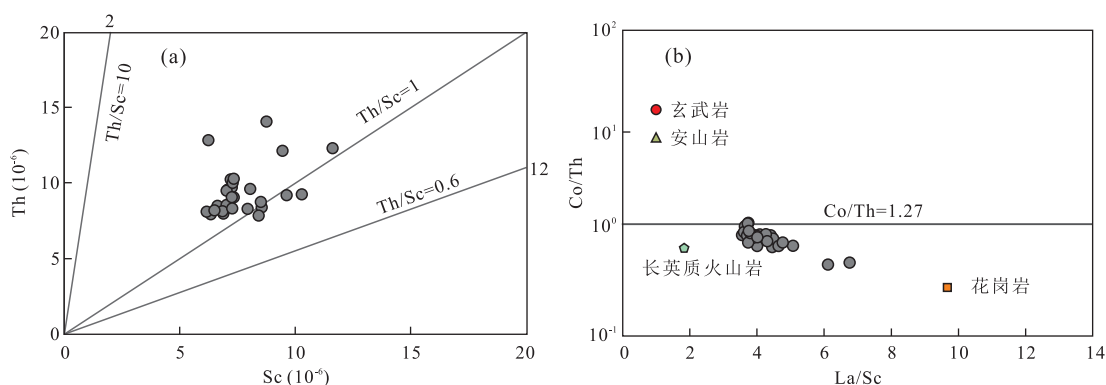 2
20
(a)
Th/Sc=10
Th/Sc=1
15
Th (10⁻⁶)
10
12
Th/Sc=0.6
5
0
0 5 10 15 20
Sc (10⁻⁶)
10²
(b)
玄武岩
安山岩
10¹
Co/Th
Co/Th=1.27
10⁰
长英质火山岩
花岗岩
10⁻¹
0 2 4 6 8 10 12 14
La/Sc